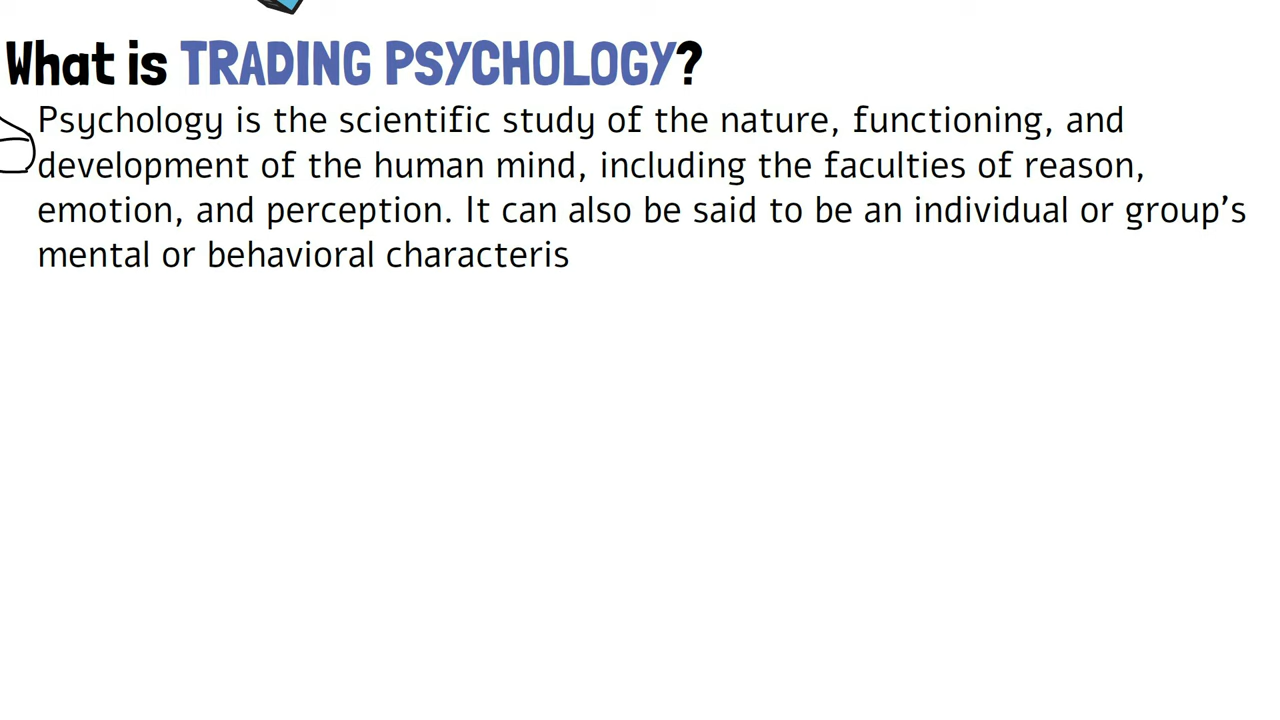 What is TRADING PSYCHOLOGY?
Psychology is the scientific study of the nature, functioning, and
development of the human mind, including the faculties of reason,
emotion, and perception. It can also be said to be an individual or group’s
mental or behavioral characteris